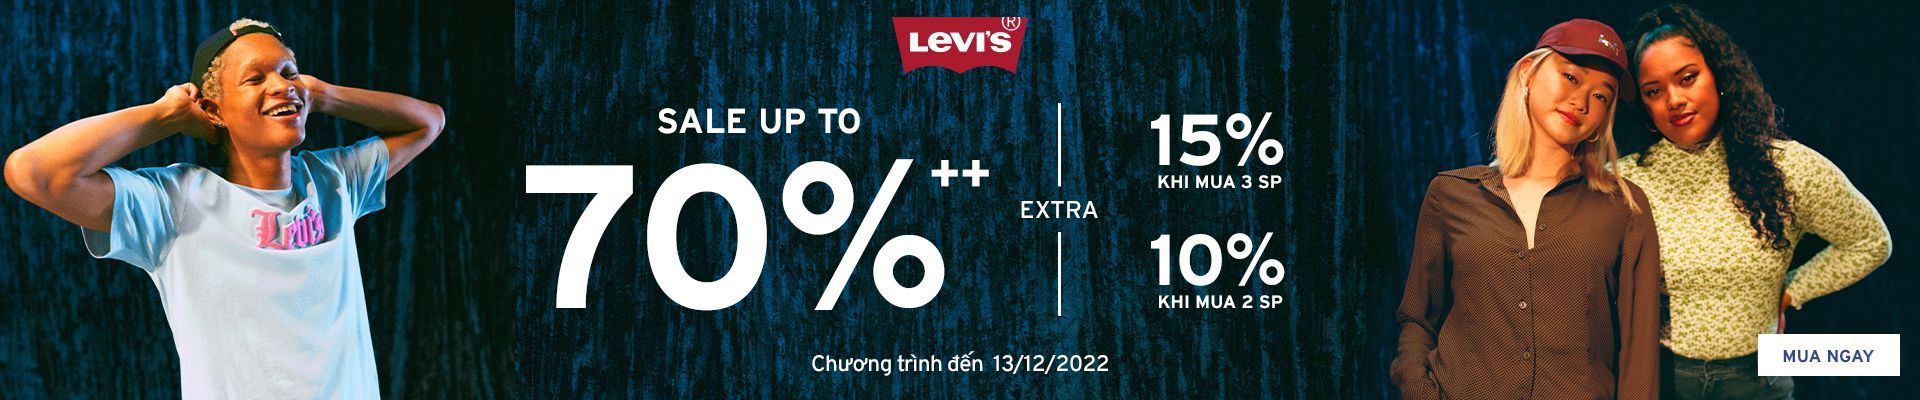 LEVI'S®
SALE UP TO
70%++
EXTRA
15%
KHI MUA 3 SP
10%
KHI MUA 2 SP
Chương trình đến 13/12/2022
Levi's
MUA NGAY